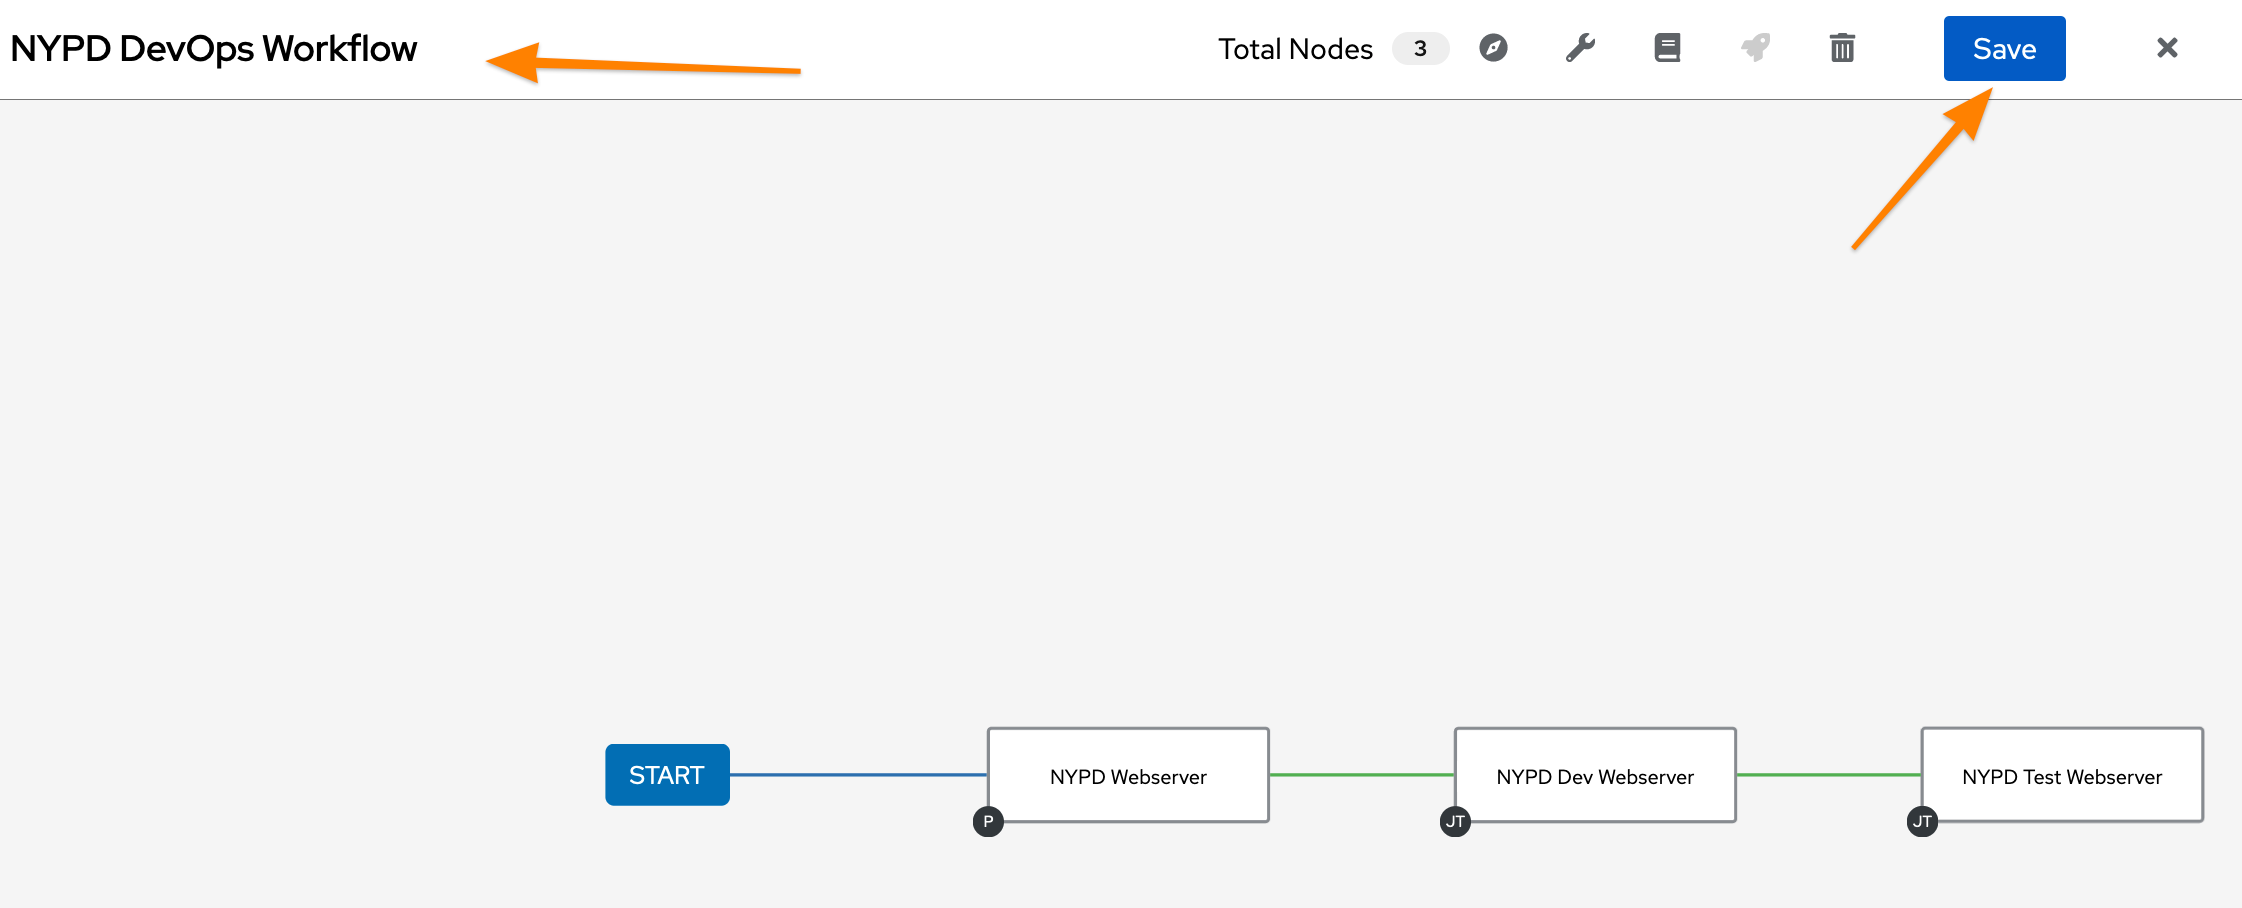 NYPD DevOps Workflow
Total Nodes 3
Save
START
NYPD Webserver
P
NYPD Dev Webserver
JT
NYPD Test Webserver
JT